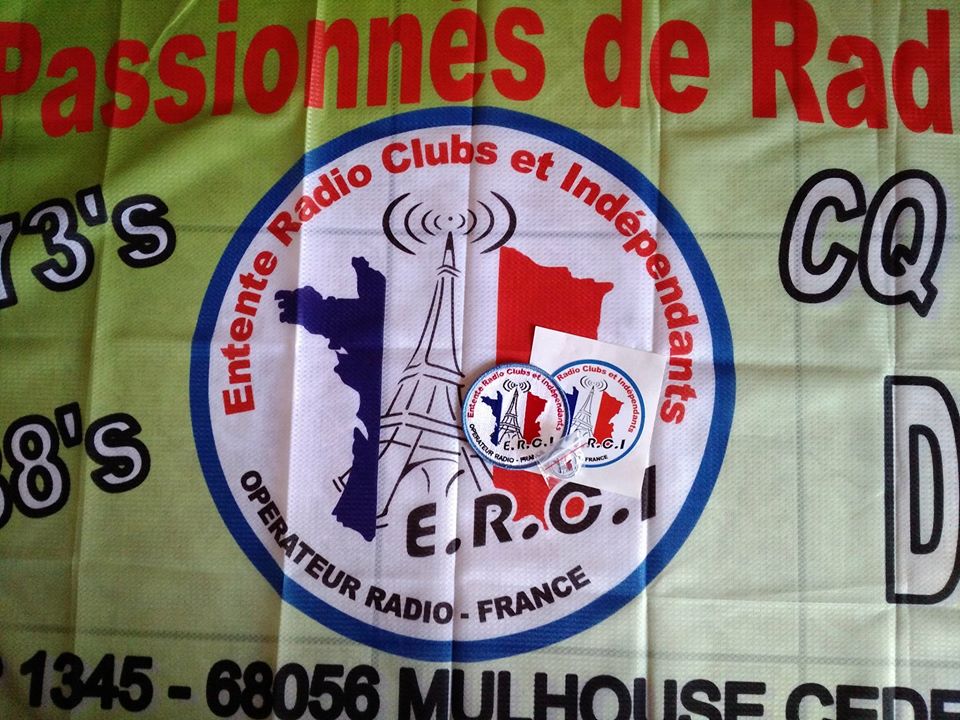 Passionnés de Rad
73's
CQ
Entente Radio Clubs et Indépendants
88's
D
E.R.C.I
OPERATEUR RADIO - FRANCE
1345 - 68056 MULHOUSE CEDE
Entente Radio Clubs et Indépendants
E.R.C.I
OPERATEUR RADIO - FRAN
Radio Clubs et Indépendants
.R.C.I
FRANCE